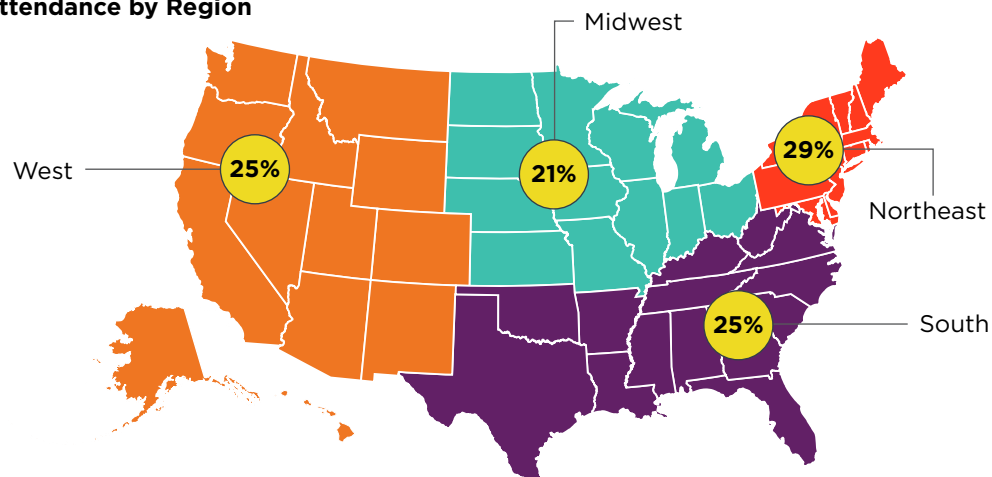 ttendance by Region
Midwest
West
25%
21%
29%
Northeast
25%
South